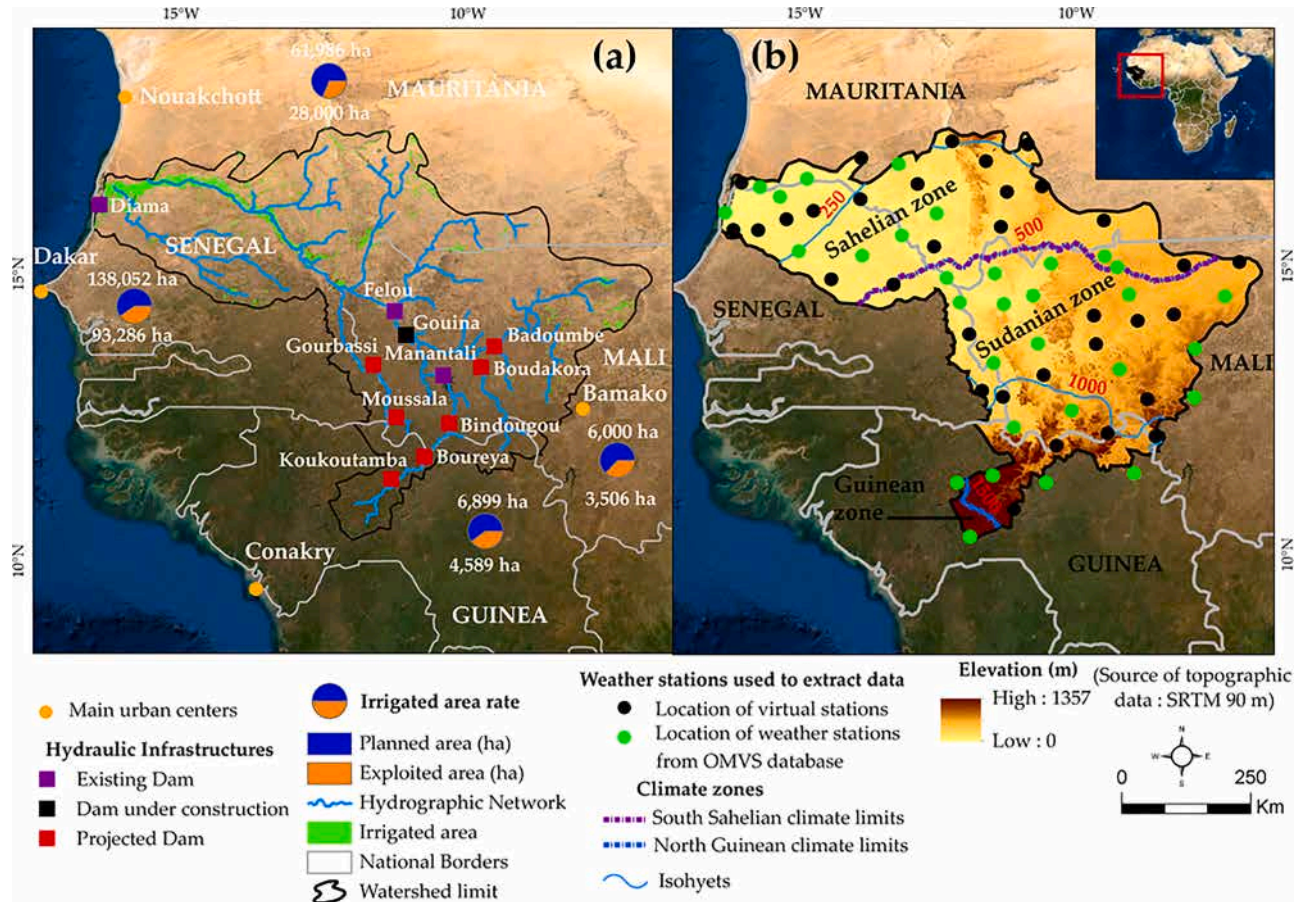 15°W
10°W
15°W
10°W
61,986 ha
(a)
(b)
MAURITANIA
MAURITANIA
Nouakchott
28,000 ha
Diama
250
Sahelian zone
SENEGAL
500
Dakar
138,052 ha
15°N
15°N
Felou
SENEGAL
Sudanian zone
93,286 ha
Gouina
Badoumbe
Gourbassi
Manantali
MALI
MALI
Boudakora
Bamako
1000
Moussala
6,000 ha
Bindougou
Koukoutamba
Boureya
6,899 ha
3,506 ha
Guinean
zone
Conakry
4,589 ha
10°N
10°N
GUINEA
GUINEA
Main urban centers
Hydraulic Infrastructures
Existing Dam
Dam under construction
Projected Dam
Irrigated area rate
Planned area (ha)
Exploited area (ha)
Hydrographic Network
Irrigated area
National Borders
Watershed limit
Weather stations used to extract data
Location of virtual stations
Location of weather stations
from OMVS database
Climate zones
South Sahelian climate limits
North Guinean climate limits
Isohyets
Elevation (m)
High : 1357
Low : 0
(Source of topographic
data : SRTM 90 m)
N
W
E
S
0
250
Km